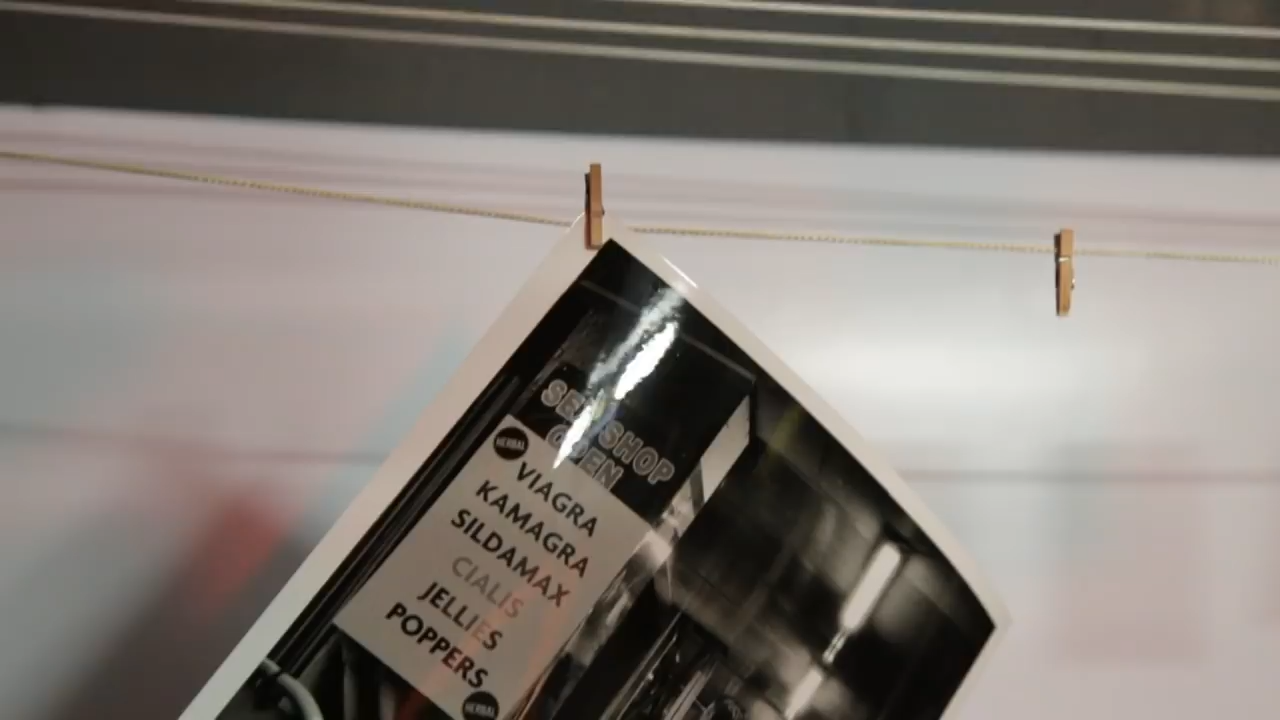 SEX SHOP
OPEN
HERBAL
VIAGRA
KAMAGRA
SILDAMAX
CIALIS
JELLIES
POPPERS
HERBAL